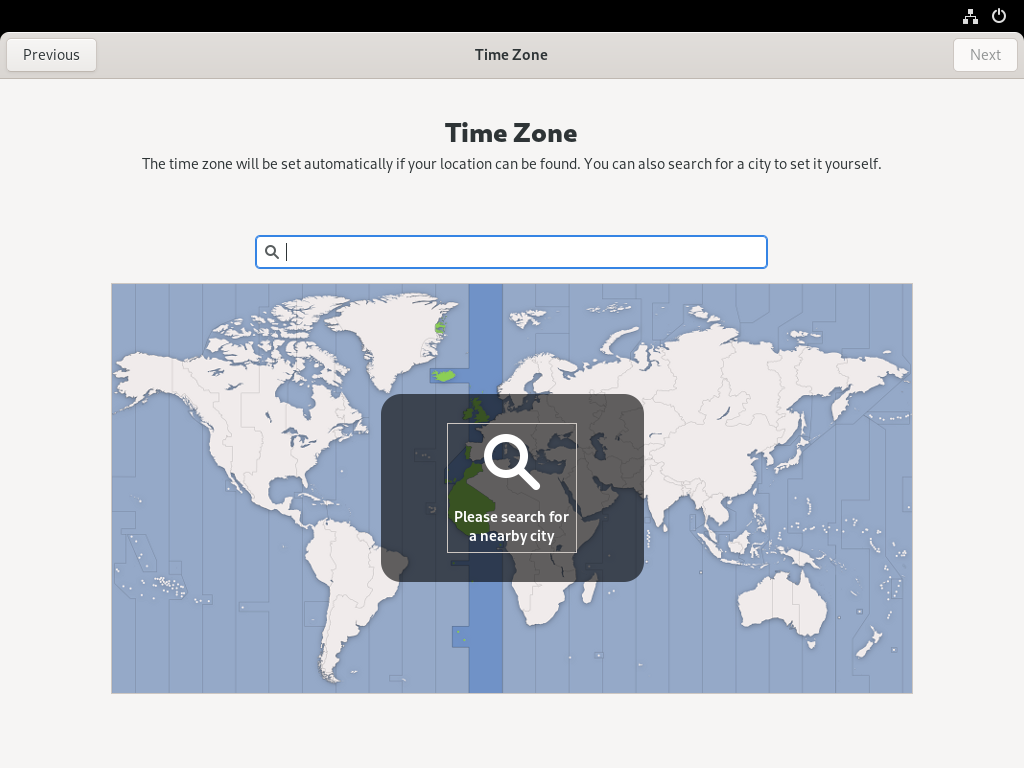 Previous
Time Zone
Next
Time Zone
The time zone will be set automatically if your location can be found. You can also search for a city to set it yourself.
Please search for
a nearby city